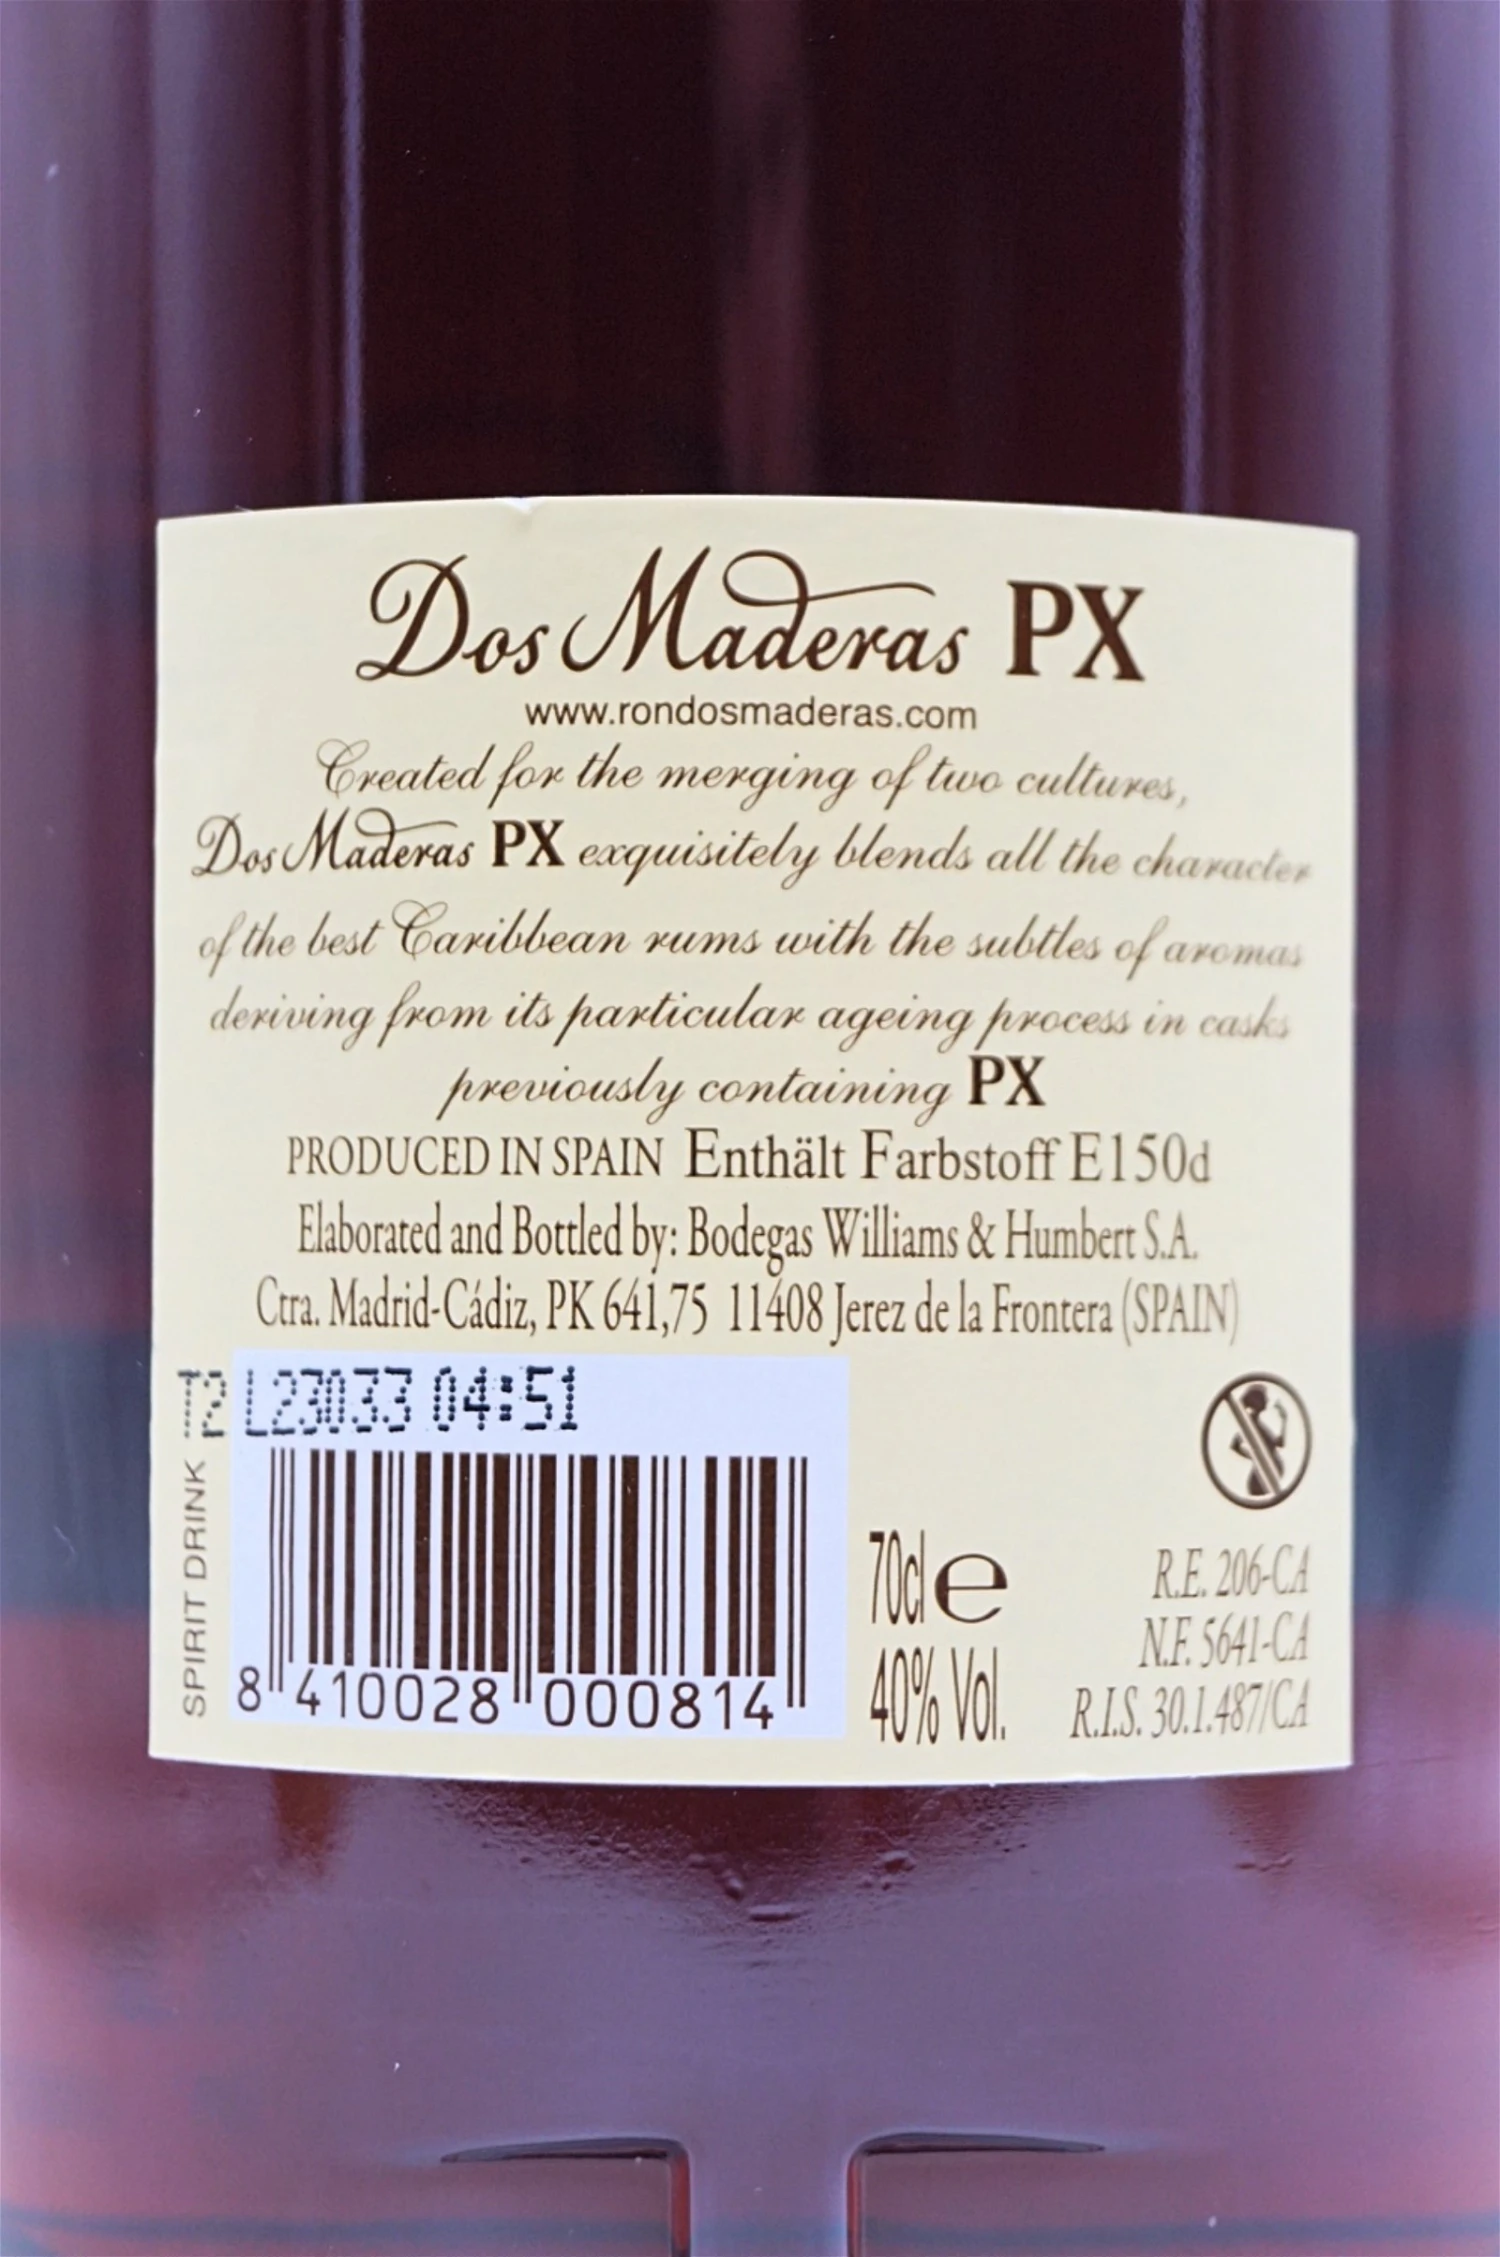 Dos Maderas PX
www.rondosmaderas.com
Created for the merging of two cultures,
Dos Maderas PX exquisitely blends all the character
of the best Caribbean rums with the subtles of aromas
deriving from its particular ageing process in casks
previously containing PX
PRODUCED IN SPAIN Enthält Farbstoff E150d
Elaborated and Bottled by: Bodegas Williams & Humbert S.A.
Ctra. Madrid-Cádiz, PK 641,75 11408 Jerez de la Frontera (SPAIN)
T2 L23033 04:51
SPIRIT DRINK
8 410028 000814
70cl e
40% Vol.
R.E. 206-CA
N.F. 5641-CA
R.I.S. 30.1.487/CA